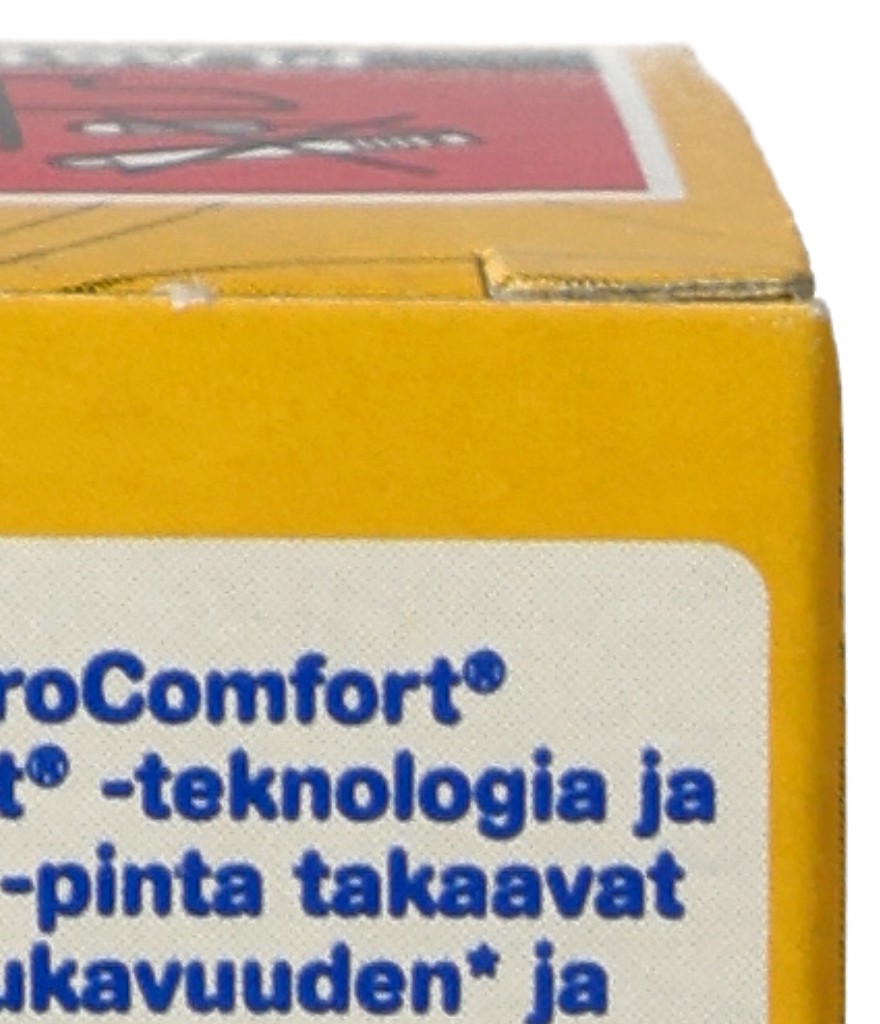 roComfort®
t® -teknologia ja
-pinta takaavat
ukavuuden* ja